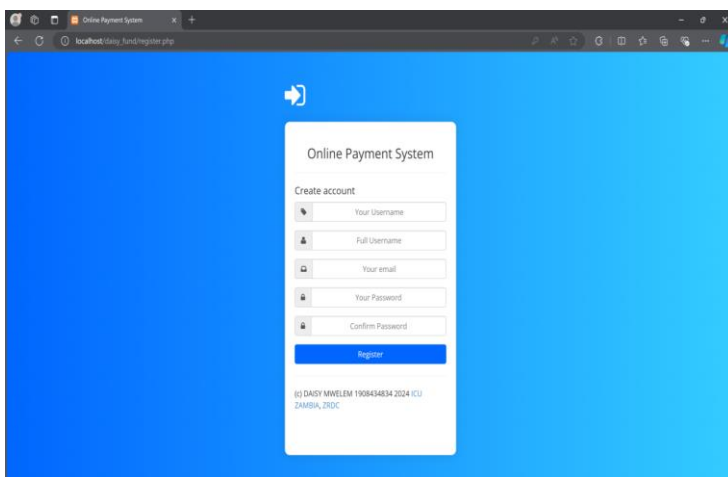 Online Payment System
localhost/daisy_fund/register.php
Online Payment System
Create account
Your Username
Full Username
Your email
Your Password
Confirm Password
Register
(c) DAISY MWELEM 1908434834 2024 ICU
ZAMBIA, ZRDC